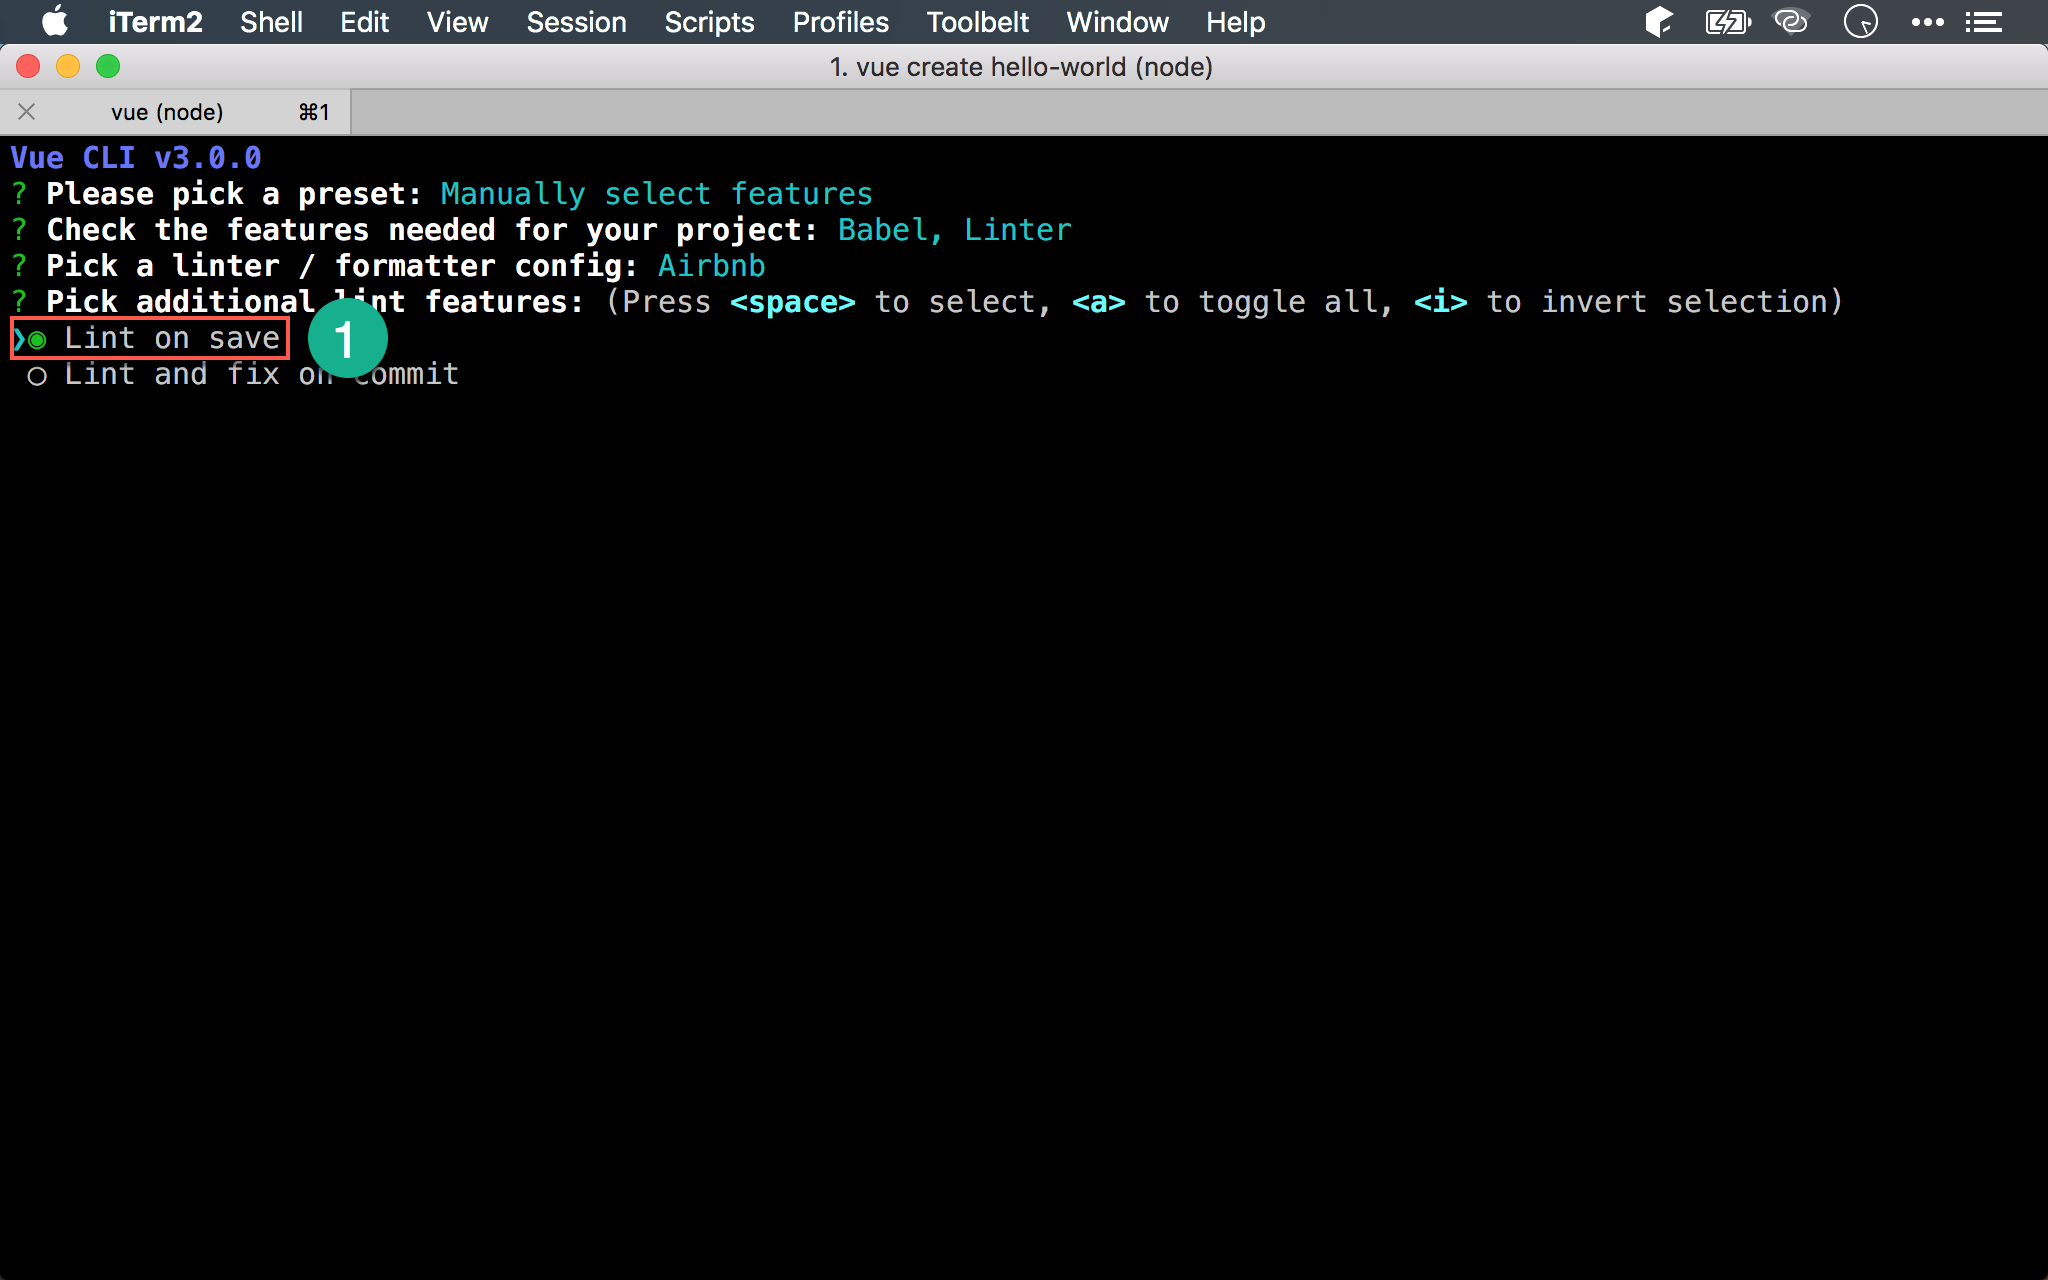 iTerm2 Shell Edit View Session Scripts Profiles Toolbelt Window Help
1. vue create hello-world (node)
vue (node) ⌘1
Vue CLI v3.0.0
? Please pick a preset: Manually select features
? Check the features needed for your project: Babel, Linter
? Pick a linter / formatter config: Airbnb
? Pick additional lint features: (Press <space> to select, <a> to toggle all, <i> to invert selection)
❯◉ Lint on save
1
◯ Lint and fix on commit